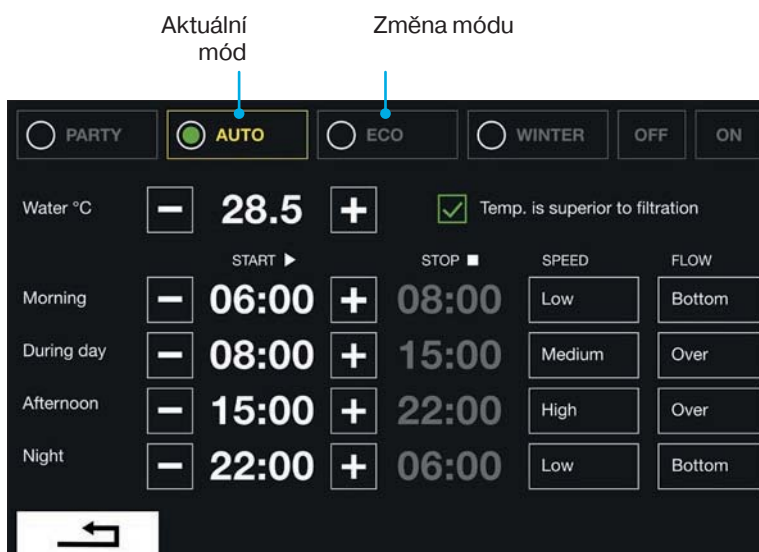 Aktuální
mód
Změna módu
PARTY AUTO ECO WINTER OFF ON
Water °C − 28.5 + Temp. is superior to filtration
START ▶ STOP ■ SPEED FLOW
Morning − 06:00 + 08:00 Low Bottom
During day − 08:00 + 15:00 Medium Over
Afternoon − 15:00 + 22:00 High Over
Night − 22:00 + 06:00 Low Bottom